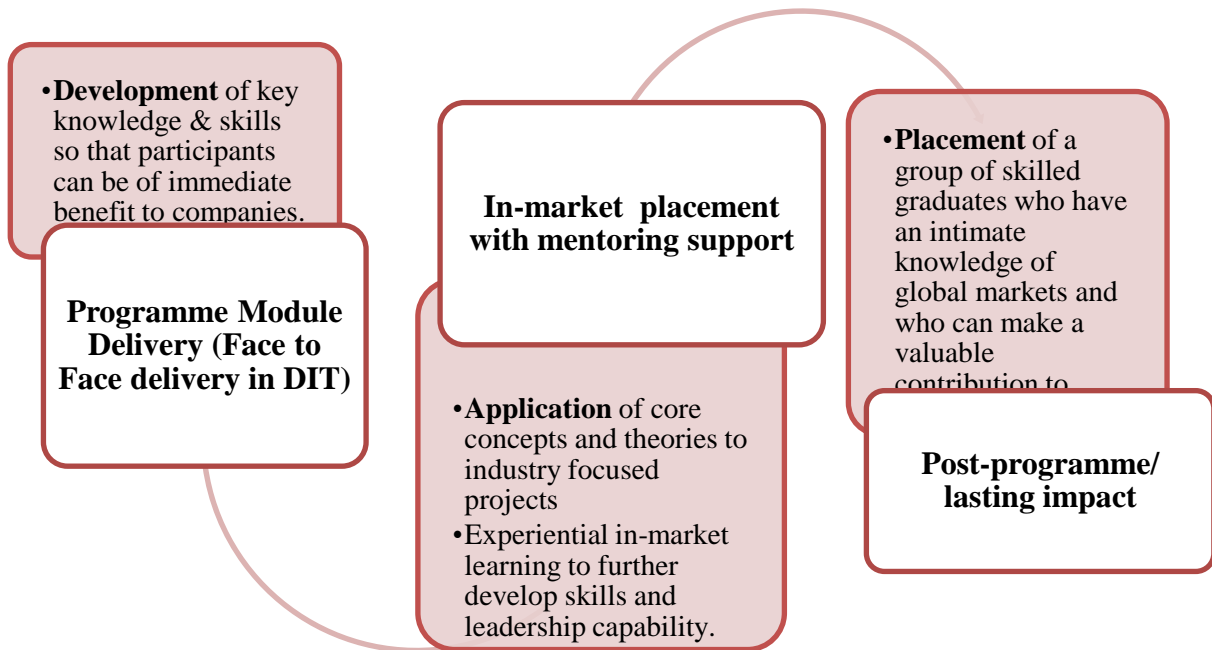 •Development of key
knowledge & skills
so that participants
can be of immediate
benefit to companies.
Programme Module
Delivery (Face to
Face delivery in DIT)
In-market placement
with mentoring support
•Application of core
concepts and theories to
industry focused
projects
•Experiential in-market
learning to further
develop skills and
leadership capability.
•Placement of a
group of skilled
graduates who have
an intimate
knowledge of
global markets and
who can make a
valuable
contribution to
Post-programme/
lasting impact